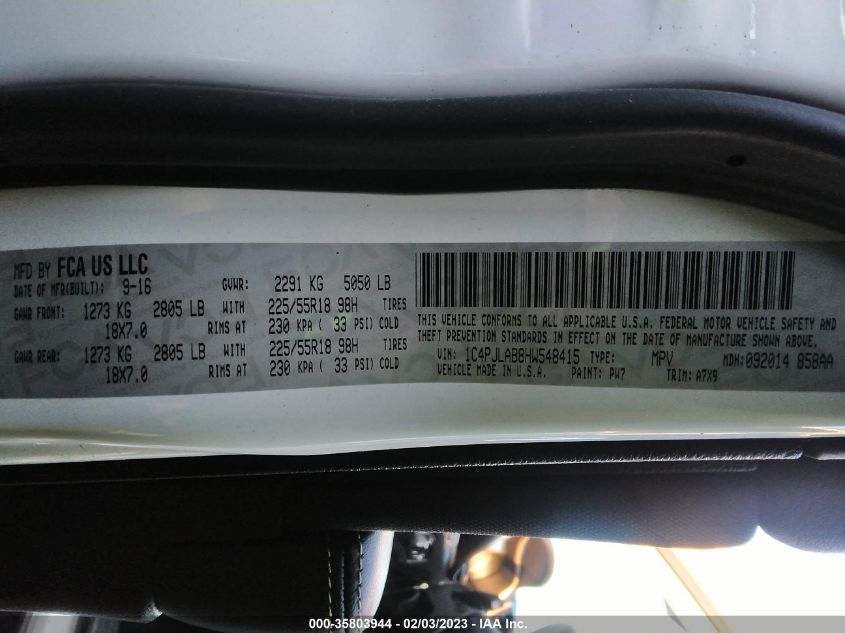 MFD BY FCA US LLC
DATE OF MFR(BUILT): 9-16 GVWR: 2291 KG 5050 LB
GAWR FRONT: 1273 KG 2805 LB WITH 225/55R18 98H TIRES
18X7.0 RIMS AT 230 KPA ( 33 PSI) COLD
GAWR REAR: 1273 KG 2805 LB WITH 225/55R18 98H TIRES
18X7.0 RIMS AT 230 KPA ( 33 PSI) COLD
THIS VEHICLE CONFORMS TO ALL APPLICABLE U.S.A. FEDERAL MOTOR VEHICLE SAFETY AND
THEFT PREVENTION STANDARDS IN EFFECT ON THE DATE OF MANUFACTURE SHOWN ABOVE.
VIN: 1C4PJLAB8HW548415 TYPE: MPV MDH:092014 858AA
VEHICLE MADE IN U.S.A. PAINT: PW7 TRIM: A7X9
000-35803944 - 02/03/2023 - IAA Inc.